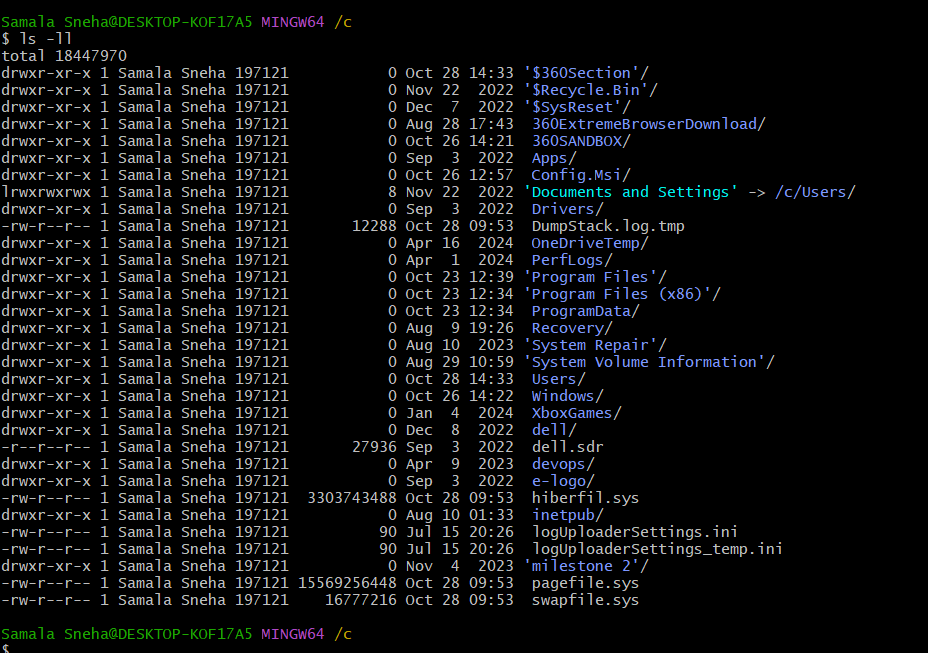 Samala Sneha@DESKTOP-KOF17A5 MINGW64 /c
$ ls -ll
total 18447970
drwxr-xr-x 1 Samala Sneha 197121           0 Oct 28 14:33 '$360Section'/
drwxr-xr-x 1 Samala Sneha 197121           0 Nov 22  2022 '$Recycle.Bin'/
drwxr-xr-x 1 Samala Sneha 197121           0 Dec  7  2022 '$SysReset'/
drwxr-xr-x 1 Samala Sneha 197121           0 Aug 28 17:43  360ExtremeBrowserDownload/
drwxr-xr-x 1 Samala Sneha 197121           0 Oct 26 14:21  360SANDBOX/
drwxr-xr-x 1 Samala Sneha 197121           0 Sep  3  2022  Apps/
drwxr-xr-x 1 Samala Sneha 197121           0 Oct 26 12:57  Config.Msi/
lrwxrwxrwx 1 Samala Sneha 197121           8 Nov 22  2022 'Documents and Settings' -> /c/Users/
drwxr-xr-x 1 Samala Sneha 197121           0 Sep  3  2022  Drivers/
-rw-r--r-- 1 Samala Sneha 197121       12288 Oct 28 09:53  DumpStack.log.tmp
drwxr-xr-x 1 Samala Sneha 197121           0 Apr 16  2024  OneDriveTemp/
drwxr-xr-x 1 Samala Sneha 197121           0 Apr  1  2024  PerfLogs/
drwxr-xr-x 1 Samala Sneha 197121           0 Oct 23 12:39 'Program Files'/
drwxr-xr-x 1 Samala Sneha 197121           0 Oct 23 12:34 'Program Files (x86)'/
drwxr-xr-x 1 Samala Sneha 197121           0 Oct 23 12:34  ProgramData/
drwxr-xr-x 1 Samala Sneha 197121           0 Aug  9 19:26  Recovery/
drwxr-xr-x 1 Samala Sneha 197121           0 Aug 10  2023 'System Repair'/
drwxr-xr-x 1 Samala Sneha 197121           0 Aug 29 10:59 'System Volume Information'/
drwxr-xr-x 1 Samala Sneha 197121           0 Oct 28 14:33  Users/
drwxr-xr-x 1 Samala Sneha 197121           0 Oct 26 14:22  Windows/
drwxr-xr-x 1 Samala Sneha 197121           0 Jan  4  2024  XboxGames/
drwxr-xr-x 1 Samala Sneha 197121           0 Dec  8  2022  dell/
-r--r--r-- 1 Samala Sneha 197121       27936 Sep  3  2022  dell.sdr
drwxr-xr-x 1 Samala Sneha 197121           0 Apr  9  2023  devops/
drwxr-xr-x 1 Samala Sneha 197121           0 Sep  3  2022  e-logo/
-rw-r--r-- 1 Samala Sneha 197121  3303743488 Oct 28 09:53  hiberfil.sys
drwxr-xr-x 1 Samala Sneha 197121           0 Aug 10 01:33  inetpub/
-rw-r--r-- 1 Samala Sneha 197121          90 Jul 15 20:26  logUploaderSettings.ini
-rw-r--r-- 1 Samala Sneha 197121          90 Jul 15 20:26  logUploaderSettings_temp.ini
drwxr-xr-x 1 Samala Sneha 197121           0 Nov  4  2023 'milestone 2'/
-rw-r--r-- 1 Samala Sneha 197121 15569256448 Oct 28 09:53  pagefile.sys
-rw-r--r-- 1 Samala Sneha 197121    16777216 Oct 28 09:53  swapfile.sys
Samala Sneha@DESKTOP-KOF17A5 MINGW64 /c
$